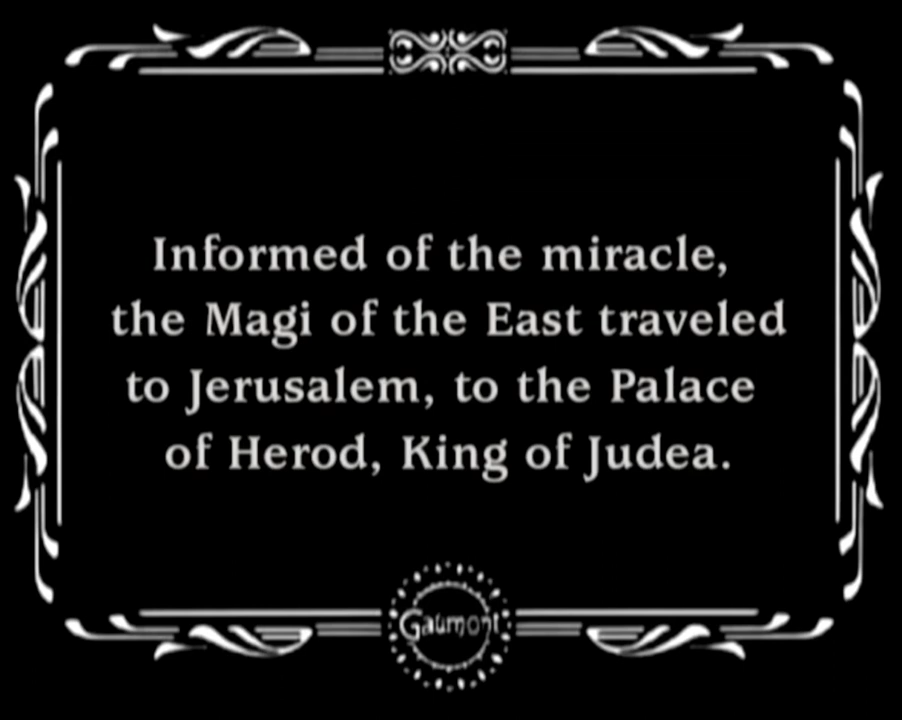 Informed of the miracle,
the Magi of the East traveled
to Jerusalem, to the Palace
of Herod, King of Judea.
Gaumont